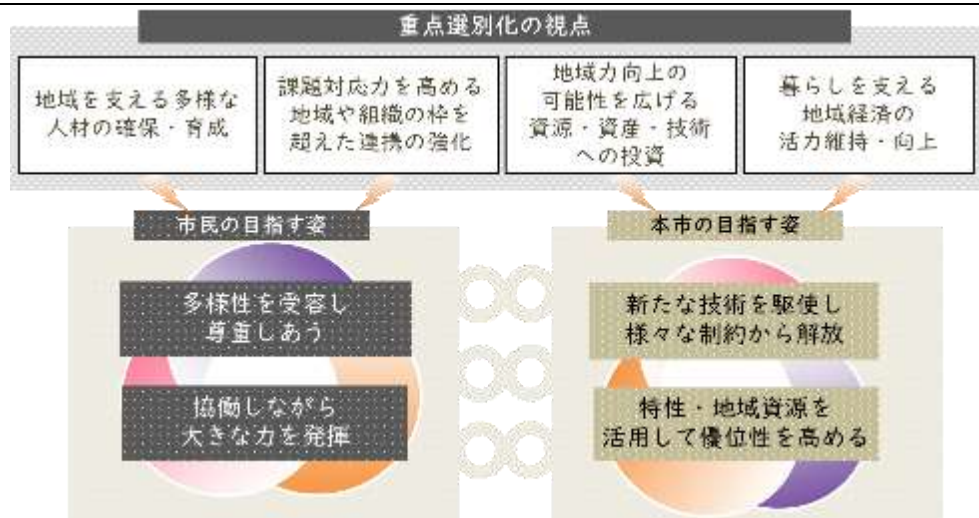 重点選別化の視点
地域を支える多様な
人材の確保・育成
課題対応力を高める
地域や組織の枠を
超えた連携の強化
地域力向上の
可能性を広げる
資源・資産・技術
への投資
暮らしを支える
地域経済の
活力維持・向上
市民の目指す姿
多様性を受容し
尊重しあう
協働しながら
大きな力を発揮
本市の目指す姿
新たな技術を駆使し
様々な制約から解放
特性・地域資源を
活用して優位性を高める